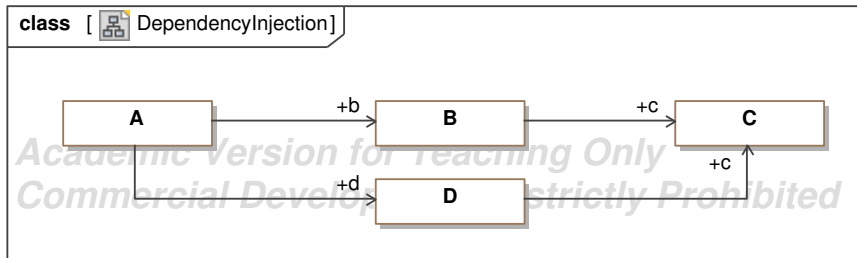 class [ DependencyInjection]
A +b B +c C
Academic Version for Teaching Only
+c
+d D
Commercial Development is strictly Prohibited